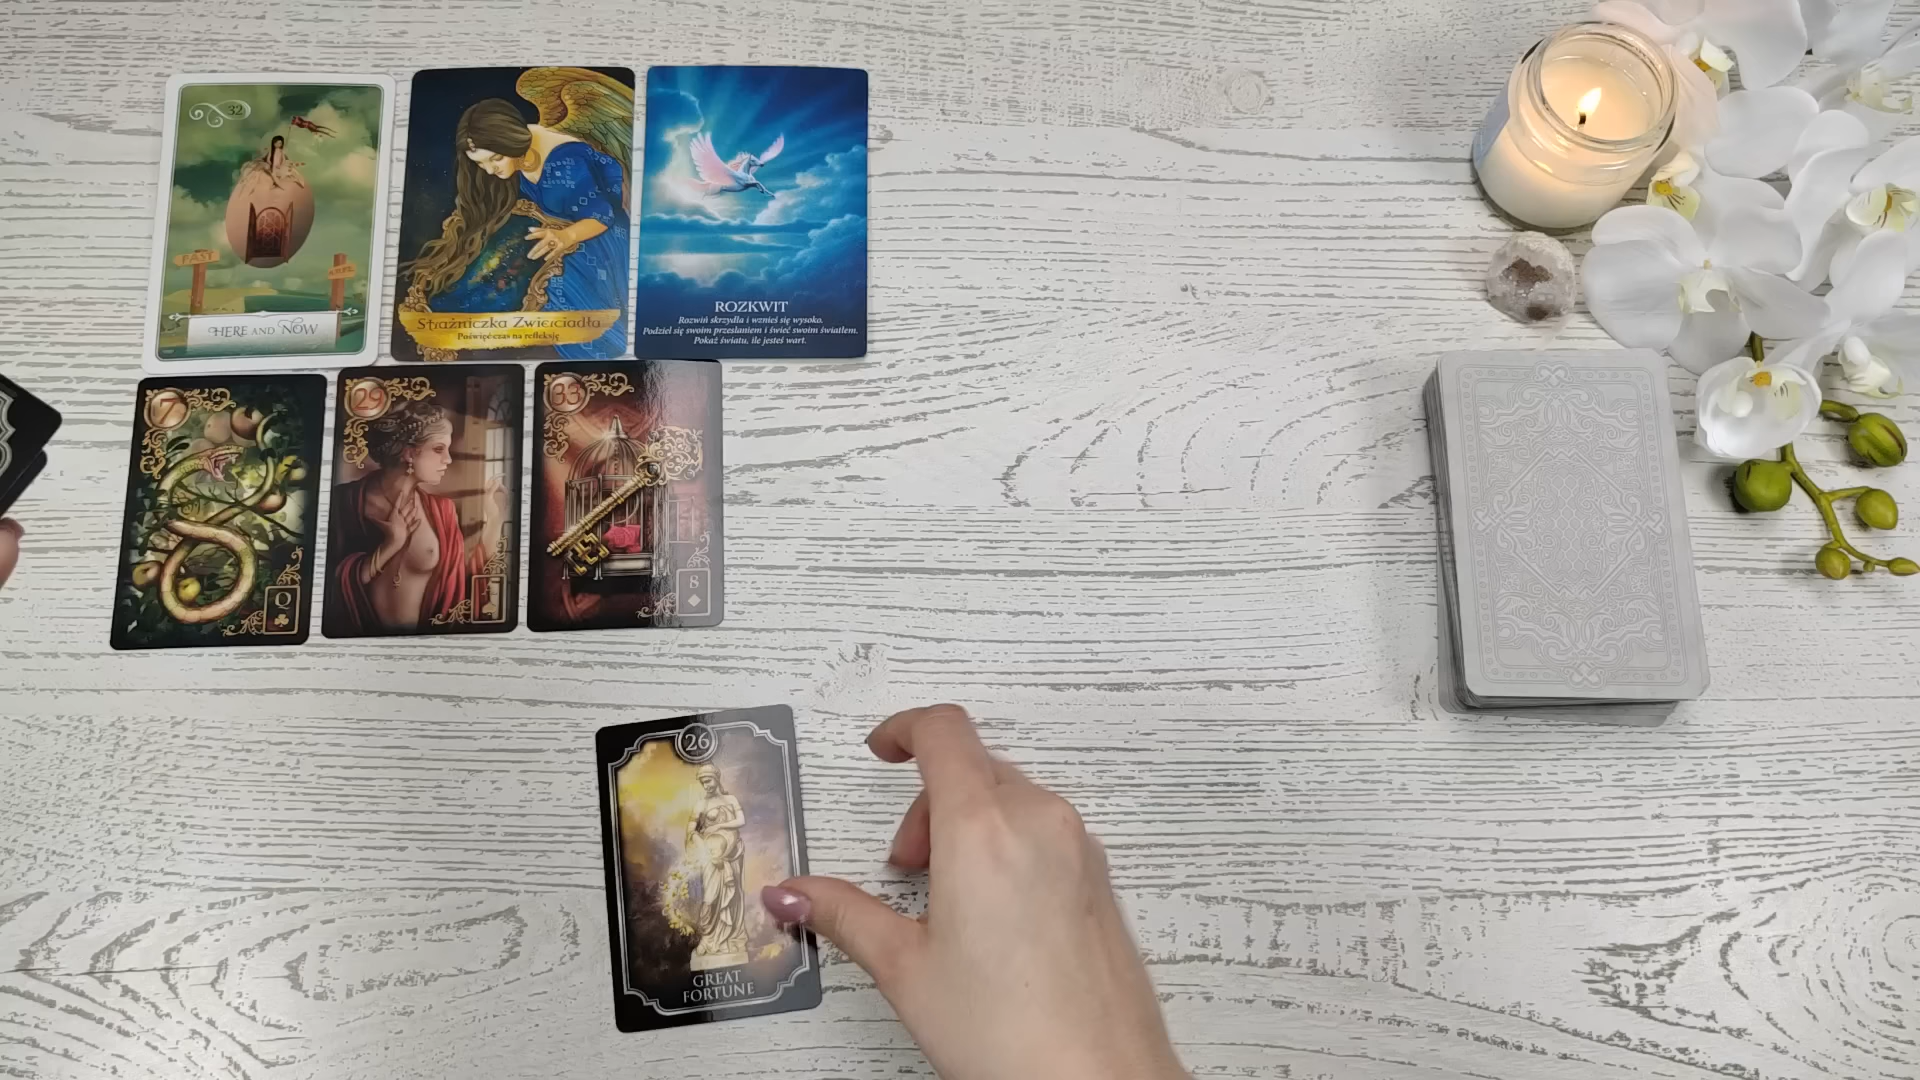 32
PAST
HERE AND NOW
Strażniczka Zwierciadła
Poświęć czas na refleksję
ROZKWIT
Rozwiń skrzydła i wznieś się wysoko.
Podziel się swoim przesłaniem i świeć swoim światłem.
Pokaż światu, ile jesteś wart.
7
Q
29
33
8
26
GREAT
FORTUNE